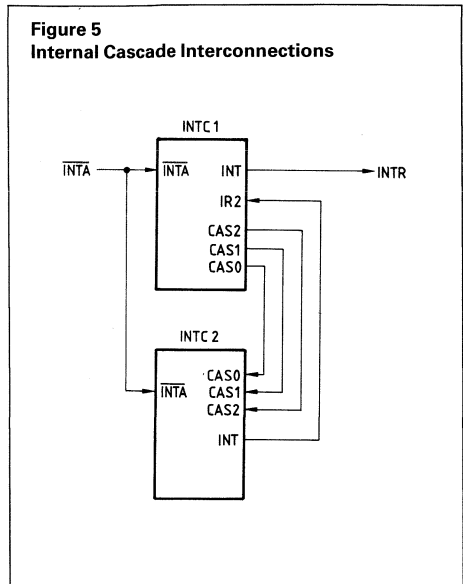 Figure 5
Internal Cascade Interconnections
INTC 1
INTA INTA INT INTR
IR2
CAS2
CAS1
CAS0
INTC 2
CAS0
INTA CAS1
CAS2
INT